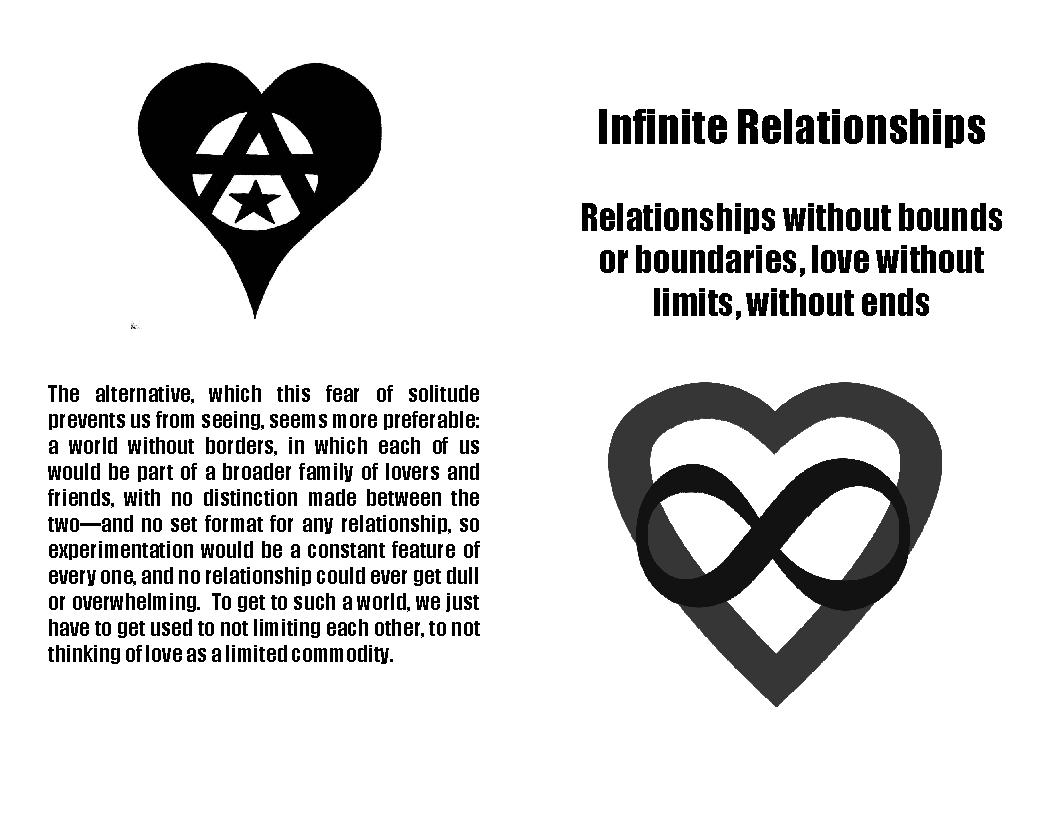 The alternative, which this fear of solitude
prevents us from seeing, seems more preferable:
a world without borders, in which each of us
would be part of a broader family of lovers and
friends, with no distinction made between the
two—and no set format for any relationship, so
experimentation would be a constant feature of
every one, and no relationship could ever get dull
or overwhelming.  To get to such a world, we just
have to get used to not limiting each other, to not
thinking of love as a limited commodity.
Infinite Relationships
Relationships without bounds
or boundaries, love without
limits, without ends